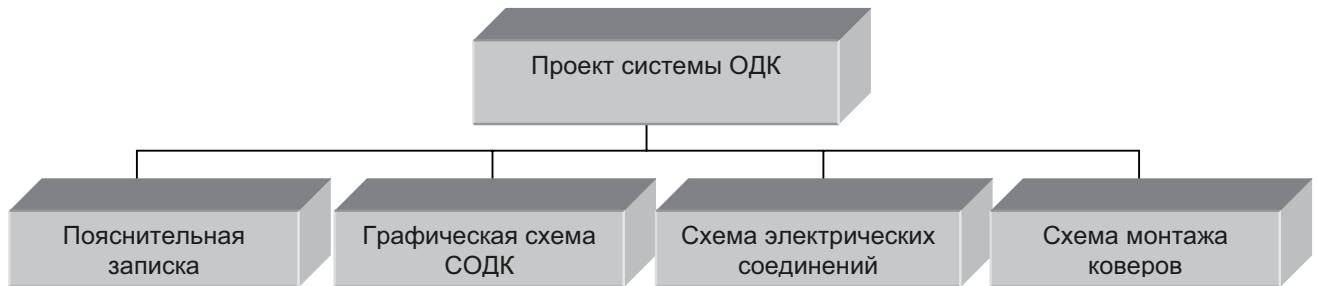 Проект системы ОДК
Пояснительная
записка
Графическая схема
СОДК
Схема электрических
соединений
Схема монтажа
коверов